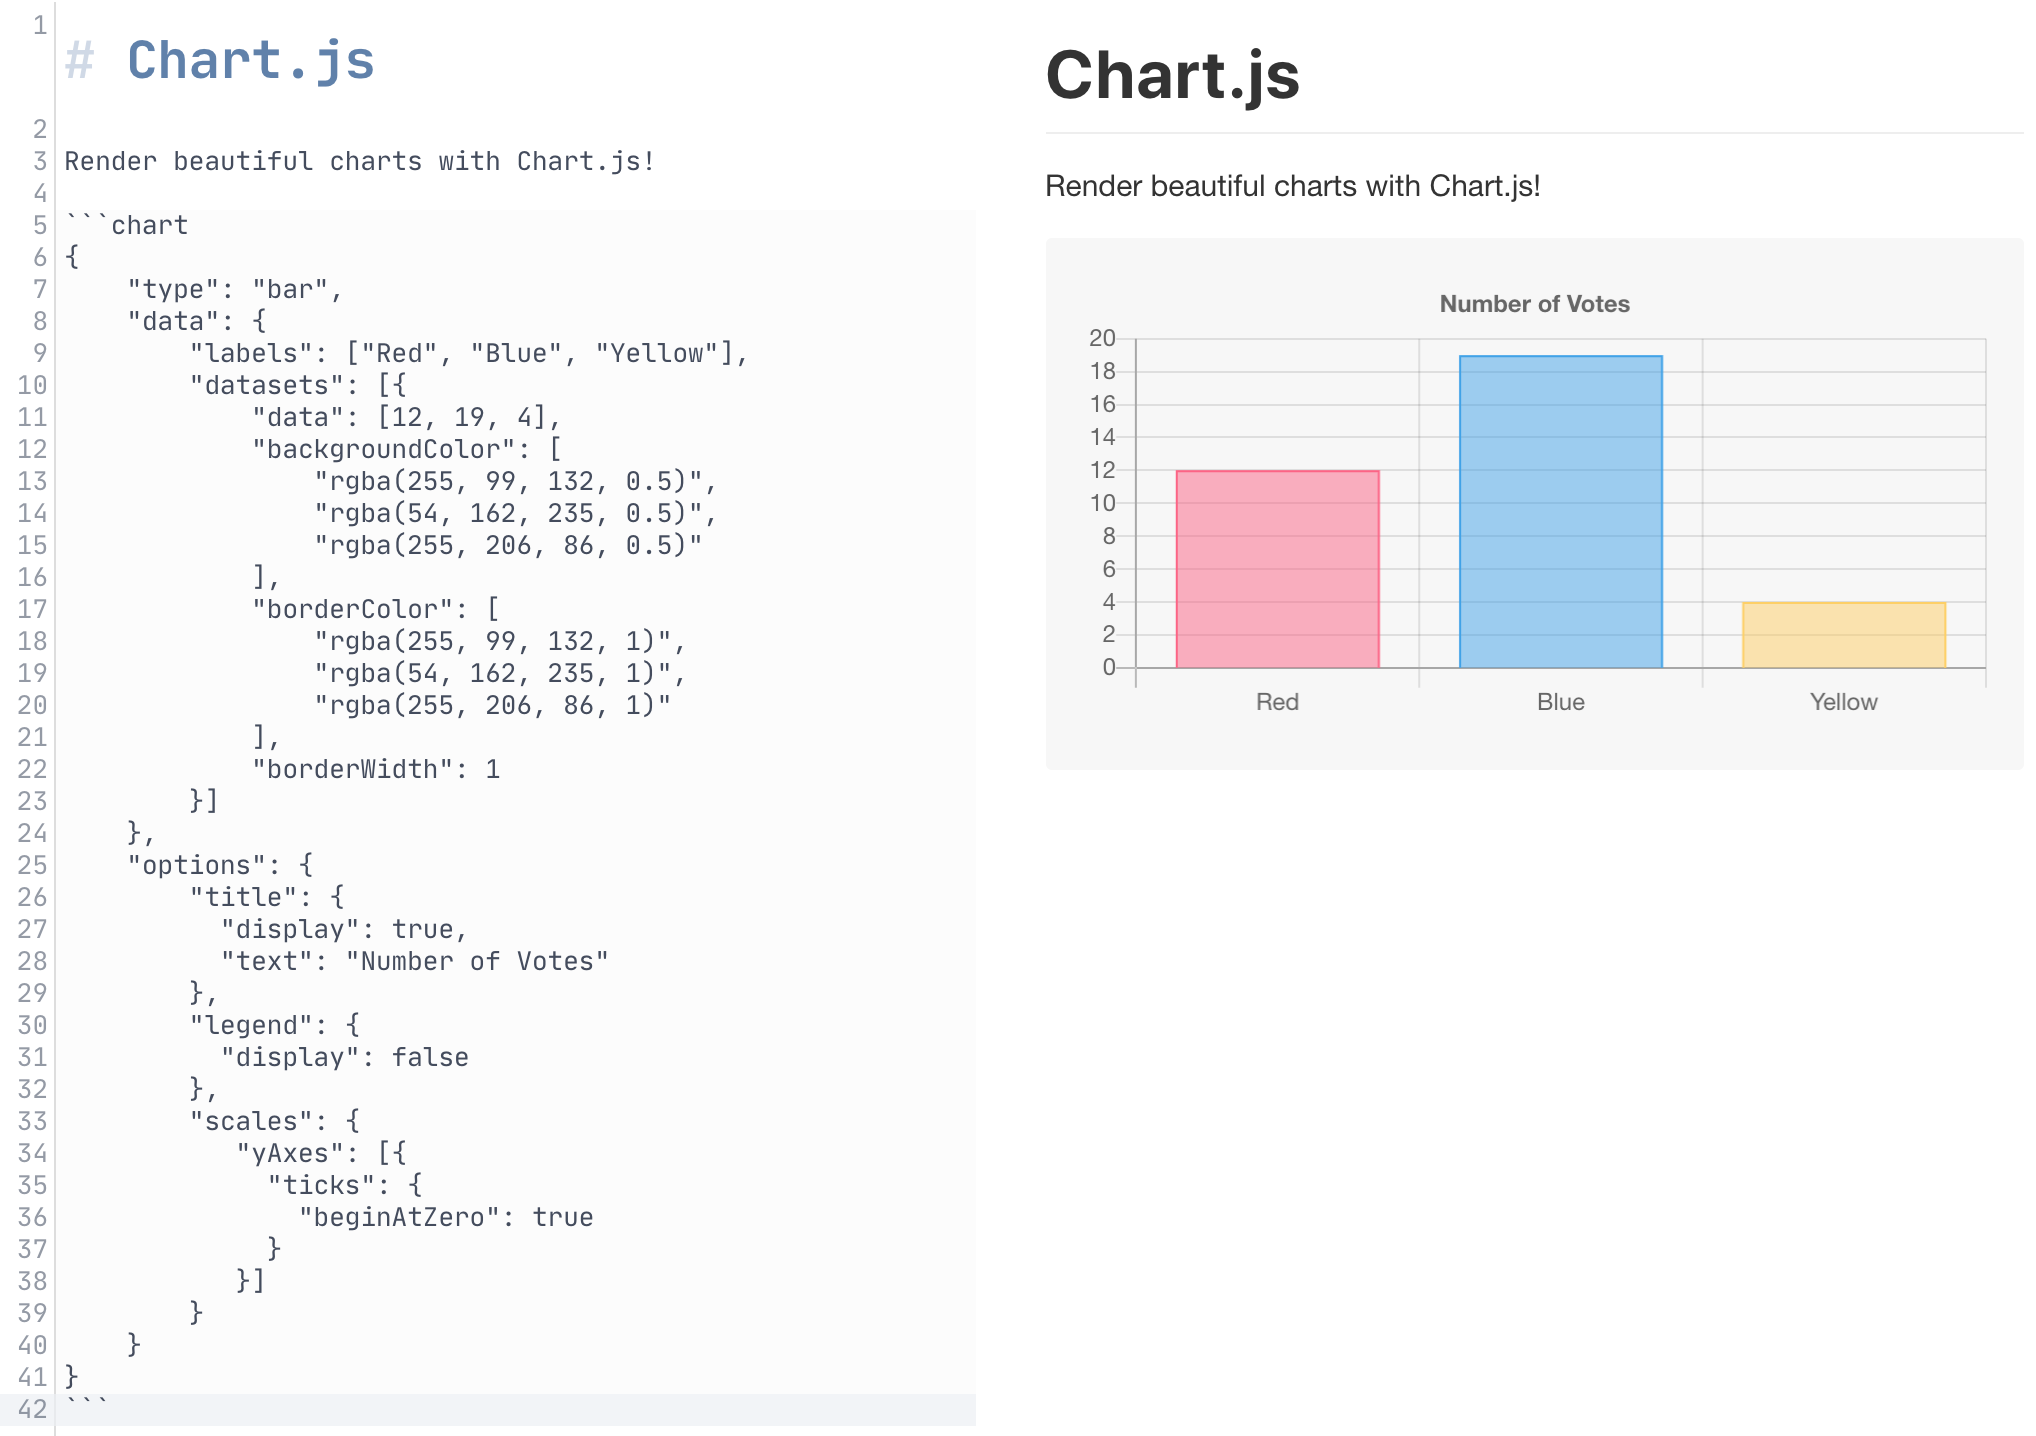 1
# Chart.js
2
3 Render beautiful charts with Chart.js!
4
5 ```chart
6 {
7     "type": "bar",
8     "data": {
9         "labels": ["Red", "Blue", "Yellow"],
10         "datasets": [{
11             "data": [12, 19, 4],
12             "backgroundColor": [
13                 "rgba(255, 99, 132, 0.5)",
14                 "rgba(54, 162, 235, 0.5)",
15                 "rgba(255, 206, 86, 0.5)"
16             ],
17             "borderColor": [
18                 "rgba(255, 99, 132, 1)",
19                 "rgba(54, 162, 235, 1)",
20                 "rgba(255, 206, 86, 1)"
21             ],
22             "borderWidth": 1
23         }]
24     },
25     "options": {
26         "title": {
27           "display": true,
28           "text": "Number of Votes"
29         },
30         "legend": {
31           "display": false
32         },
33         "scales": {
34            "yAxes": [{
35              "ticks": {
36                "beginAtZero": true
37              }
38            }]
39         }
40     }
41 }
42 ```
Chart.js
Render beautiful charts with Chart.js!
Number of Votes
20
18
16
14
12
10
8
6
4
2
0
Red Blue Yellow